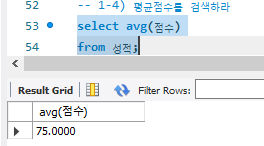 52 -- 1-4) 평균점수를 검색하라
53 select avg(점수)
54 from 성적;
Result Grid Filter Rows:
avg(점수)
75.0000